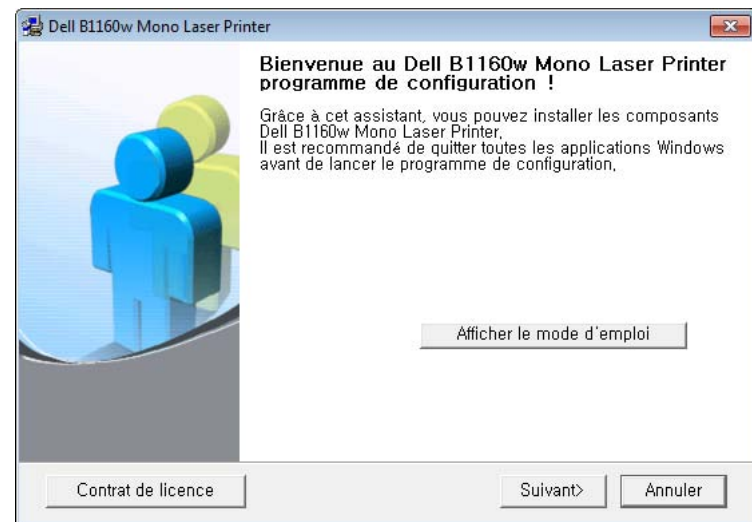 Dell B1160w Mono Laser Printer
Bienvenue au Dell B1160w Mono Laser Printer
programme de configuration !
Grâce à cet assistant, vous pouvez installer les composants
Dell B1160w Mono Laser Printer,
Il est recommandé de quitter toutes les applications Windows
avant de lancer le programme de configuration,
Afficher le mode d'emploi
Contrat de licence
Suivant>
Annuler